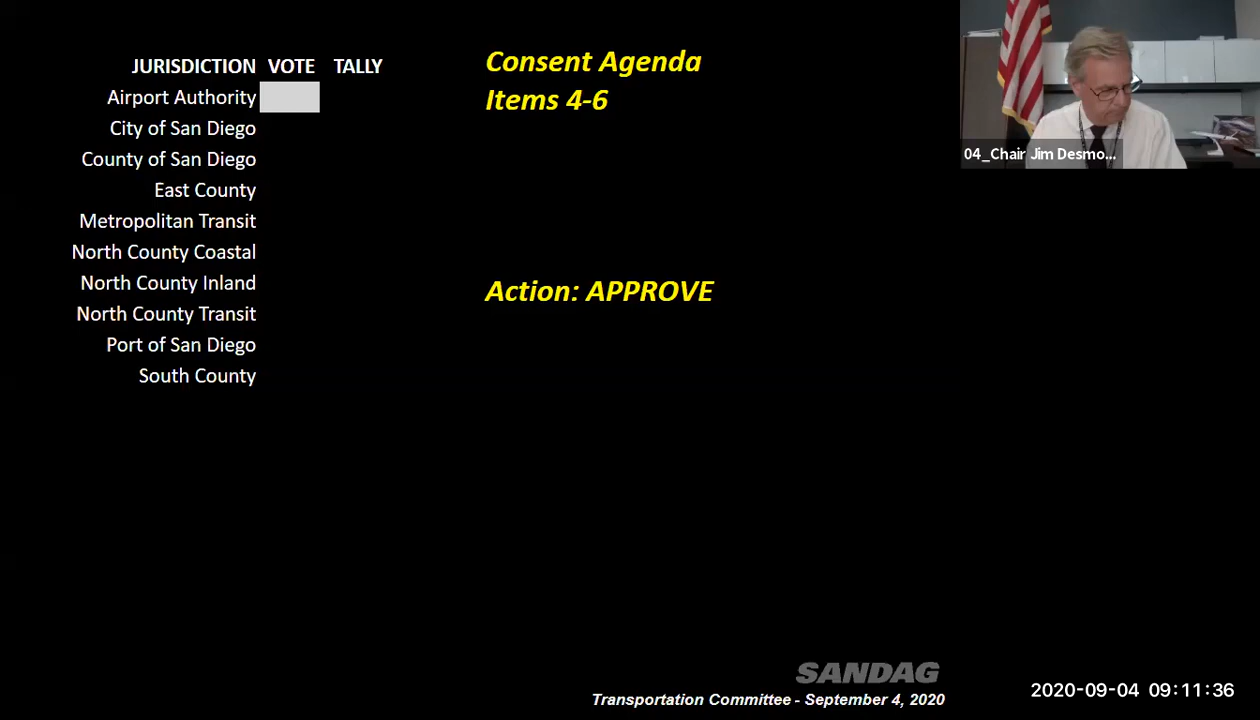 JURISDICTION VOTE TALLY
Airport Authority
City of San Diego
County of San Diego
East County
Metropolitan Transit
North County Coastal
North County Inland
North County Transit
Port of San Diego
South County
Consent Agenda
Items 4-6
Action: APPROVE
04_Chair Jim Desmo...
SANDAG
Transportation Committee - September 4, 2020
2020-09-04 09:11:36